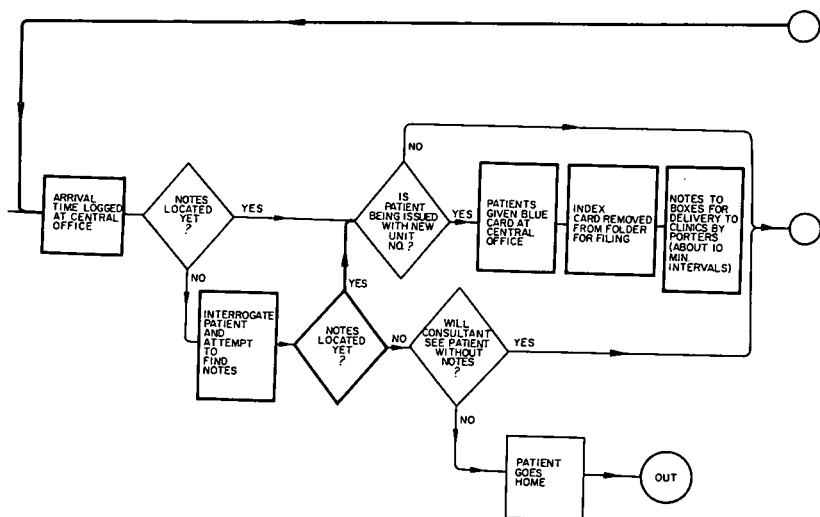 ARRIVAL
TIME LOGGED
AT CENTRAL
OFFICE
NOTES
LOCATED
YET
?
YES
NO
IS
PATIENT
BEING ISSUED
WITH NEW
UNIT
NO.?
NO
YES
PATIENTS
GIVEN BLUE
CARD AT
CENTRAL
OFFICE
INDEX
CARD REMOVED
FROM FOLDER
FOR FILING
NOTES TO
BOXES FOR
DELIVERY TO
CLINICS BY
PORTERS
(ABOUT 10
MIN.
INTERVALS)
INTERROGATE
PATIENT
AND
ATTEMPT
TO
FIND
NOTES
NOTES
LOCATED
YET
?
YES
NO
WILL
CONSULTANT
SEE PATIENT
WITHOUT
NOTES
?
YES
NO
PATIENT
GOES
HOME
OUT